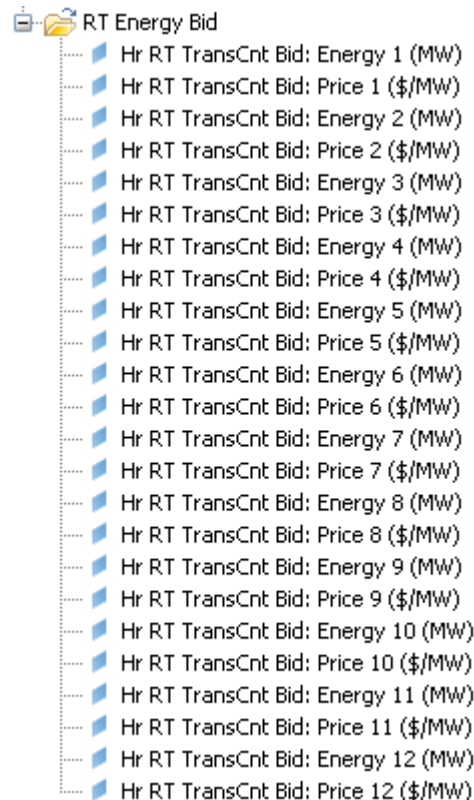 RT Energy Bid
Hr RT TransCnt Bid: Energy 1 (MW)
Hr RT TransCnt Bid: Price 1 ($/MW)
Hr RT TransCnt Bid: Energy 2 (MW)
Hr RT TransCnt Bid: Price 2 ($/MW)
Hr RT TransCnt Bid: Energy 3 (MW)
Hr RT TransCnt Bid: Price 3 ($/MW)
Hr RT TransCnt Bid: Energy 4 (MW)
Hr RT TransCnt Bid: Price 4 ($/MW)
Hr RT TransCnt Bid: Energy 5 (MW)
Hr RT TransCnt Bid: Price 5 ($/MW)
Hr RT TransCnt Bid: Energy 6 (MW)
Hr RT TransCnt Bid: Price 6 ($/MW)
Hr RT TransCnt Bid: Energy 7 (MW)
Hr RT TransCnt Bid: Price 7 ($/MW)
Hr RT TransCnt Bid: Energy 8 (MW)
Hr RT TransCnt Bid: Price 8 ($/MW)
Hr RT TransCnt Bid: Energy 9 (MW)
Hr RT TransCnt Bid: Price 9 ($/MW)
Hr RT TransCnt Bid: Energy 10 (MW)
Hr RT TransCnt Bid: Price 10 ($/MW)
Hr RT TransCnt Bid: Energy 11 (MW)
Hr RT TransCnt Bid: Price 11 ($/MW)
Hr RT TransCnt Bid: Energy 12 (MW)
Hr RT TransCnt Bid: Price 12 ($/MW)